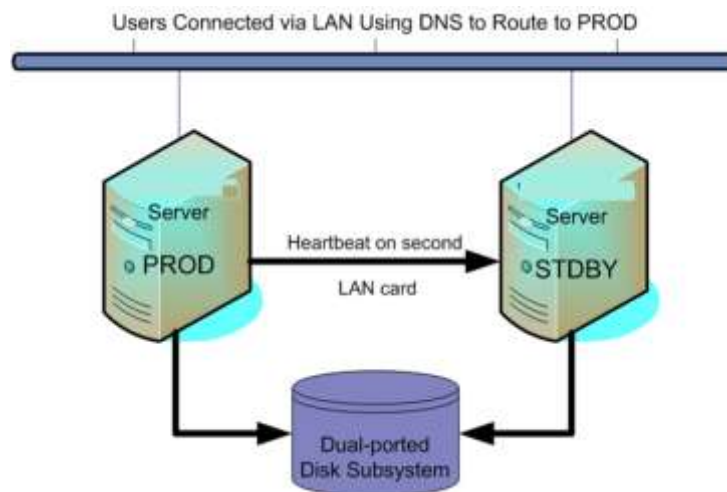 Users Connected via LAN Using DNS to Route to PROD
Server
PROD
Heartbeat on second
LAN card
Server
STDBY
Dual-ported
Disk Subsystem